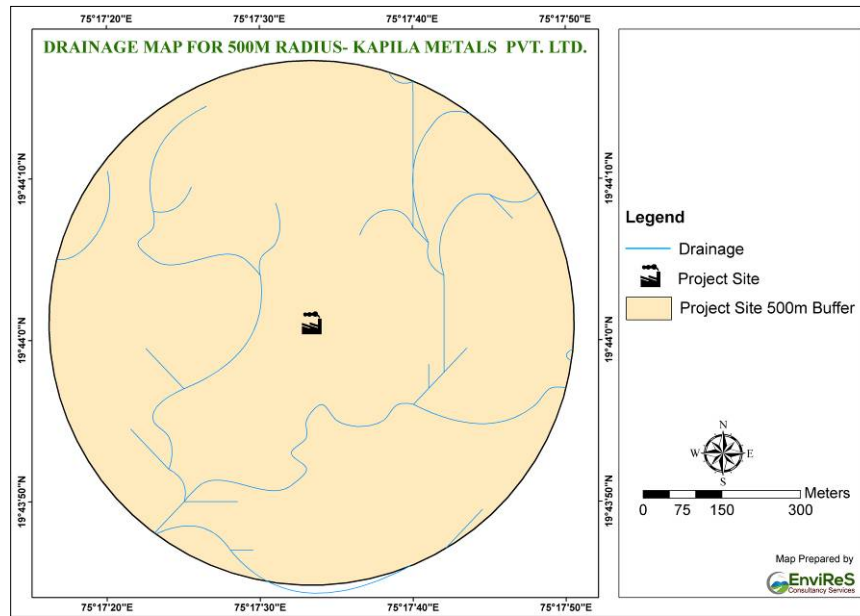 75°17'20"E 75°17'30"E 75°17'40"E 75°17'50"E
DRAINAGE MAP FOR 500M RADIUS- KAPILA METALS PVT. LTD.
19°44'10"N 19°44'10"N
19°44'0"N 19°44'0"N
19°43'50"N 19°43'50"N
75°17'20"E 75°17'30"E 75°17'40"E 75°17'50"E
Legend
Drainage
Project Site
Project Site 500m Buffer
N
W E
S
Meters
0 75 150 300
Map Prepared by
EnviReS
Consultancy Services